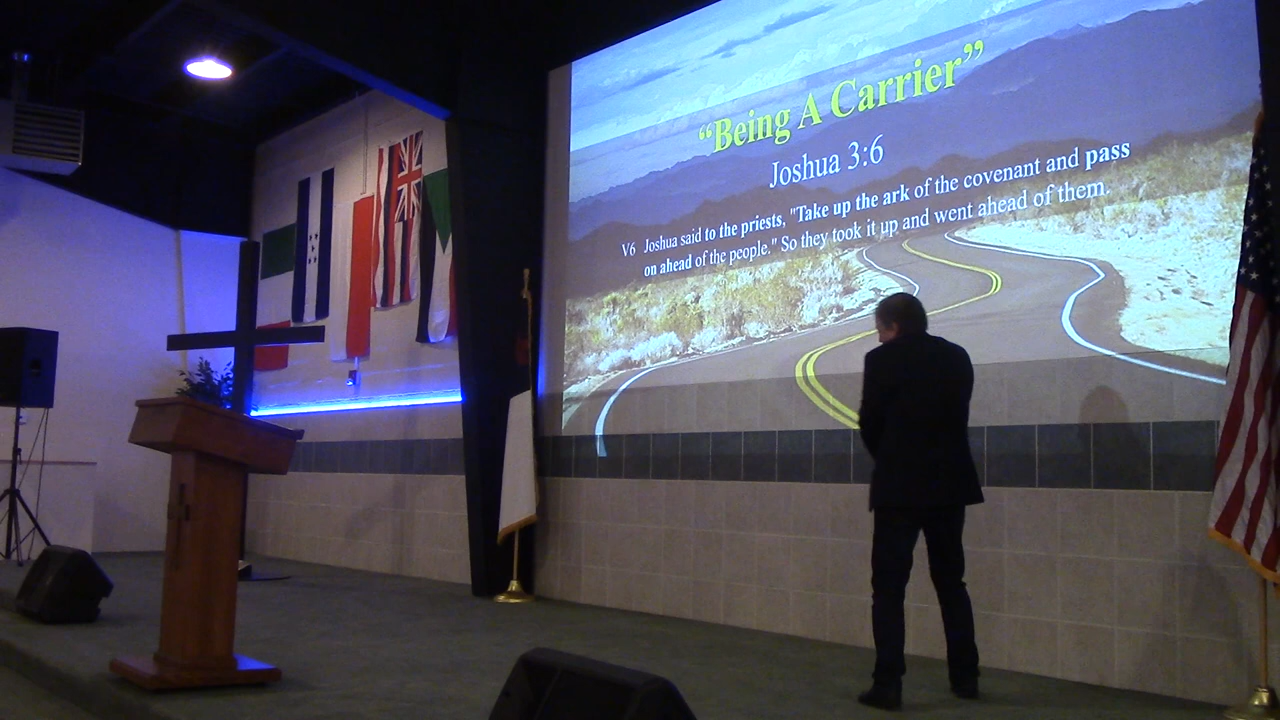 “Being A Carrier”
Joshua 3:6
V6 Joshua said to the priests, "Take up the ark of the covenant and pass
on ahead of the people." So they took it up and went ahead of them.